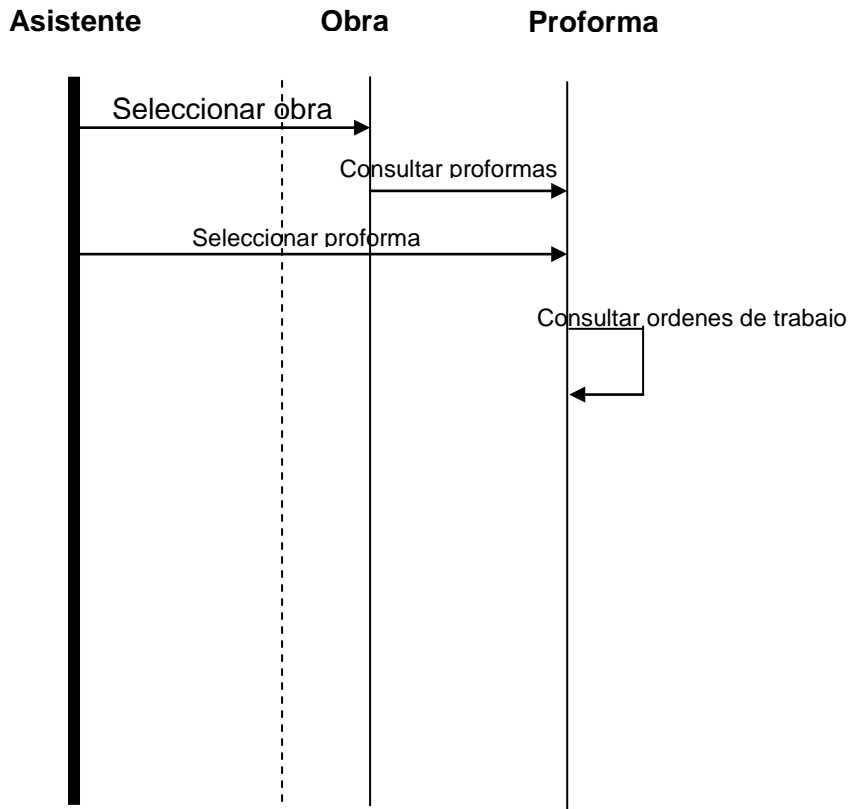 Asistente Obra Proforma
Seleccionar obra
Consultar proformas
Seleccionar proforma
Consultar ordenes de trabajo